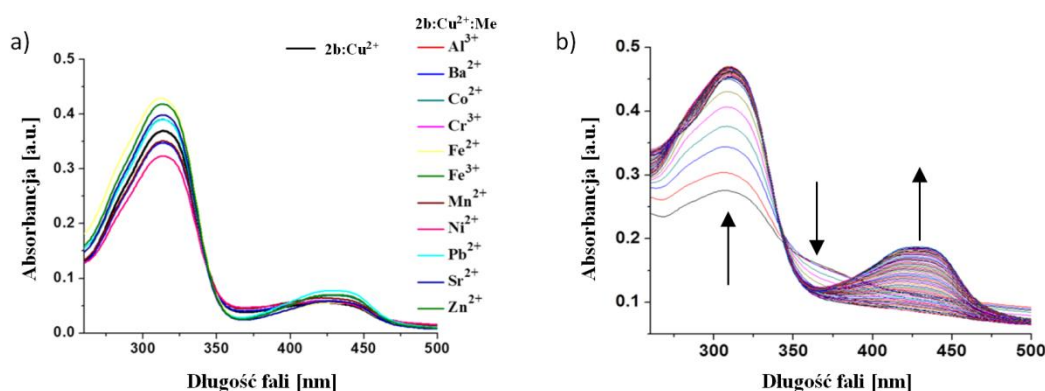 a)
2b:Cu²⁺
2b:Cu²⁺:Me
Al³⁺
Ba²⁺
Co²⁺
Cr³⁺
Fe²⁺
Fe³⁺
Mn²⁺
Ni²⁺
Pb²⁺
Sr²⁺
Zn²⁺
Absorbancja [a.u.]
0.5
0.4
0.3
0.2
0.1
0.0
300
350
400
450
500
Długość fali [nm]
b)
Absorbancja [a.u.]
0.5
0.4
0.3
0.2
0.1
300
350
400
450
500
Długość fali [nm]